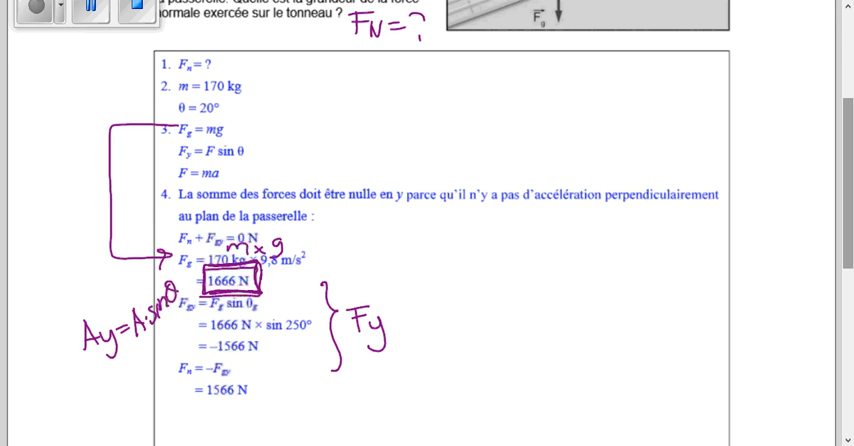 passerelle. Quelle est la grandeur de la force
normale exercée sur le tonneau ? FN = ?
F⃗g
1. Fn = ?
2. m = 170 kg
θ = 20°
3. Fg = mg
Fy = F sin θ
F = ma
4. La somme des forces doit être nulle en y parce qu'il n'y a pas d'accélération perpendiculairement
au plan de la passerelle :
Fn + Fgy = 0 N
m x g
Fg = 170 kg × 9,8 m/s²
= 1666 N
Fgy = Fg sin θg
= 1666 N × sin 250°
= –1566 N
Ay = A·sinθ
Fy
Fn = –Fgy
= 1566 N